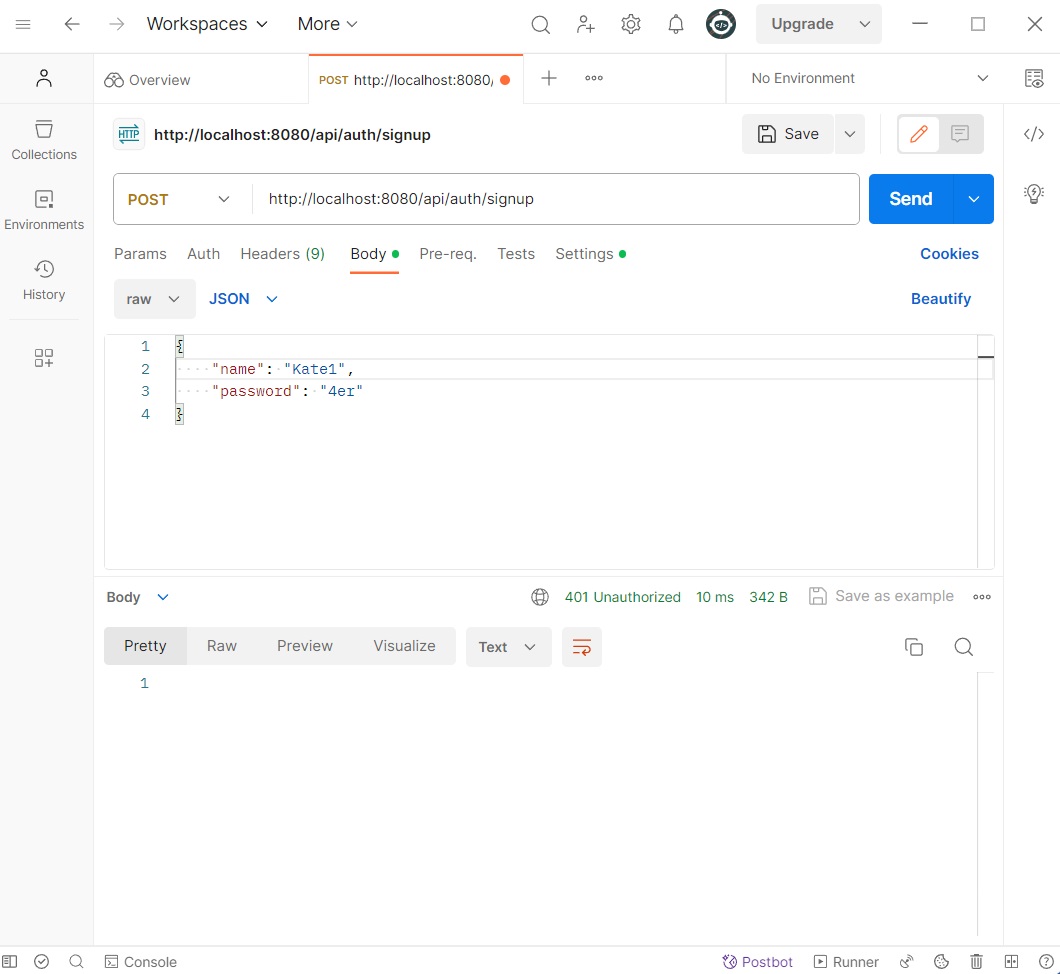 Workspaces More Upgrade
Overview POST http://localhost:8080/ No Environment
HTTP http://localhost:8080/api/auth/signup Save
Collections
POST http://localhost:8080/api/auth/signup Send
Environments
Params Auth Headers (9) Body Pre-req. Tests Settings Cookies
History
raw JSON Beautify
1 {
2 "name": "Kate1",
3 "password": "4er"
4 }
Body 401 Unauthorized 10 ms 342 B Save as example
Pretty Raw Preview Visualize Text
1
Console Postbot Runner